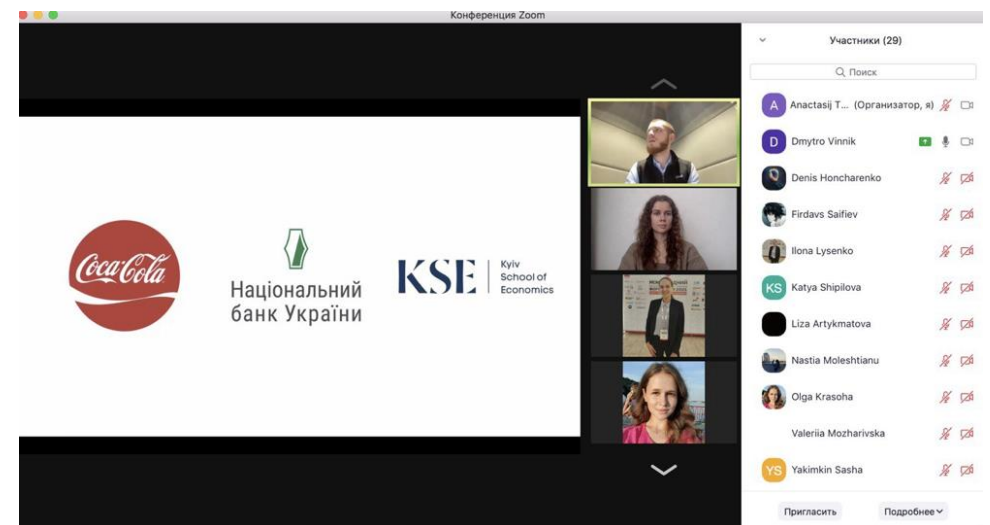 Конференция Zoom
Coca-Cola
Національний
банк України
KSE
Kyiv
School of
Economics
Участники (29)
Поиск
A
Anactasij T... (Организатор, я)
D
Dmytro Vinnik
Denis Honcharenko
Firdavs Saifiev
Ilona Lysenko
KS
Katya Shipilova
Liza Artykmatova
Nastia Moleshtianu
Olga Krasoha
Valeriia Mozharivska
YS
Yakimkin Sasha
Пригласить
Подробнее